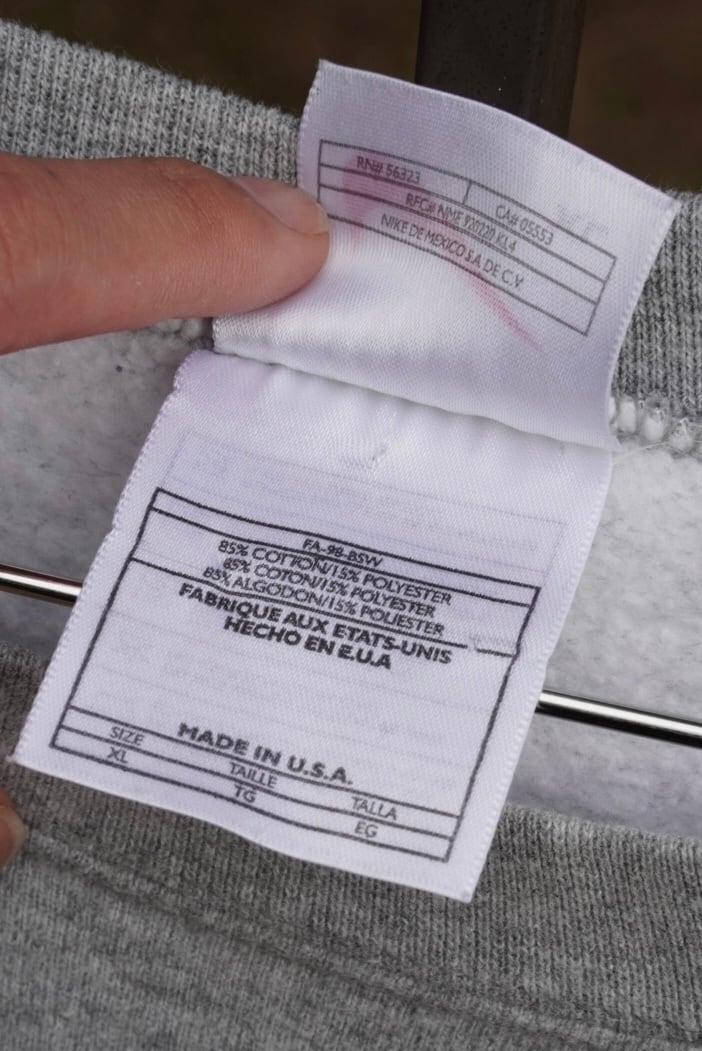 RN# 56323 CA# 05553
RFC# NME 920220 KL4
NIKE DE MEXICO S.A. DE C.V
FA-98-BSW
85% COTTON/15% POLYESTER
85% COTON/15% POLYESTER
85% ALGODON/15% POLIESTER
FABRIQUE AUX ETATS-UNIS
HECHO EN E.U.A
MADE IN U.S.A.
SIZE TAILLE TALLA
XL TG EG